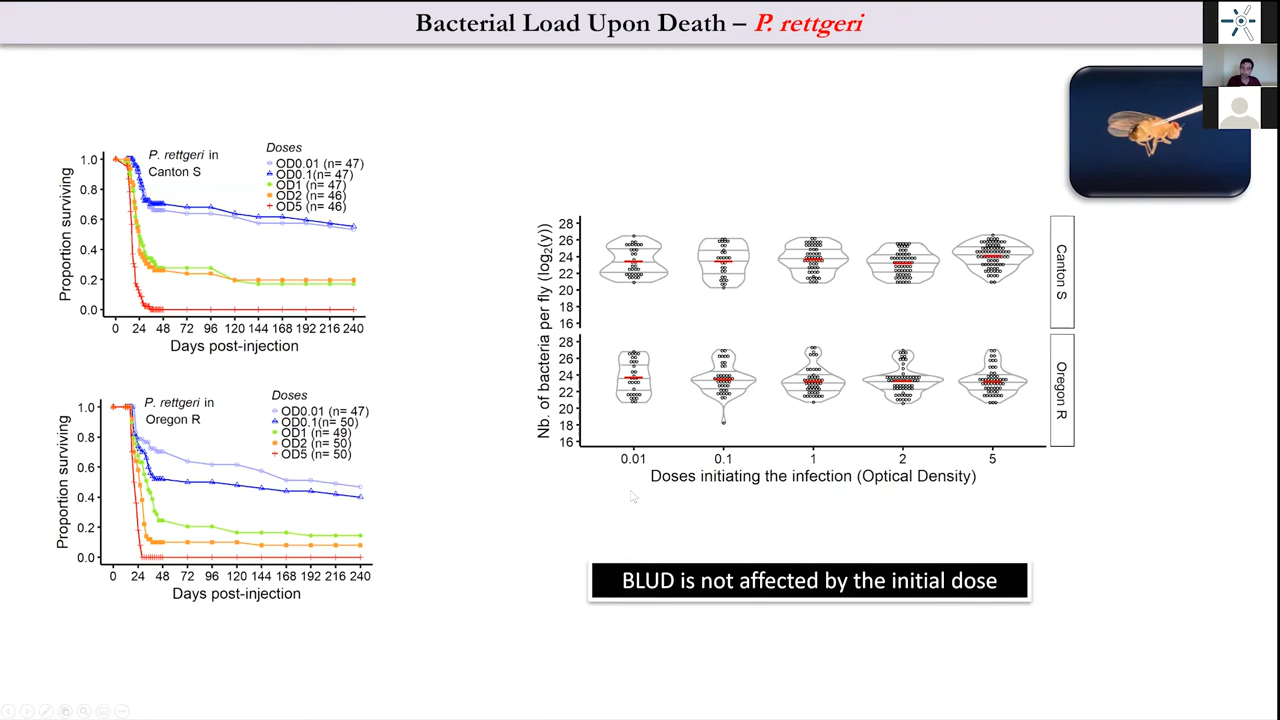 Bacterial Load Upon Death – P. rettgeri
P. rettgeri in
Canton S
Doses
OD0.01 (n= 47)
OD0.1(n= 47)
OD1 (n= 47)
OD2 (n= 46)
OD5 (n= 46)
Proportion surviving
1.0
0.8
0.6
0.4
0.2
0.0
0 24 48 72 96 120 144 168 192 216 240
Days post-injection
P. rettgeri in
Oregon R
Doses
OD0.01 (n= 47)
OD0.1 (n= 50)
OD1 (n= 49)
OD2 (n= 50)
OD5 (n= 50)
Proportion surviving
1.0
0.8
0.6
0.4
0.2
0.0
0 24 48 72 96 120 144 168 192 216 240
Days post-injection
Nb. of bacteria per fly (log2(y))
28
26
24
22
20
18
16
Canton S
28
26
24
22
20
18
16
Oregon R
0.01 0.1 1 2 5
Doses initiating the infection (Optical Density)
BLUD is not affected by the initial dose